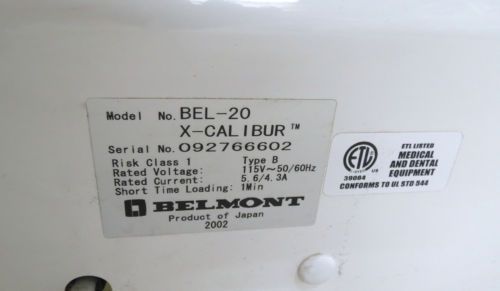 Model No. BEL-20
X-CALIBUR™
Serial No. 092766602
Risk Class 1 Type B
Rated Voltage: 115V~50/60Hz
Rated Current: 5.6/4.3A
Short Time Loading: 1Min
BELMONT
Product of Japan
2002
ETL LISTED
MEDICAL
AND DENTAL
EQUIPMENT
CONFORMS TO UL STD 544
ETL
US
39084